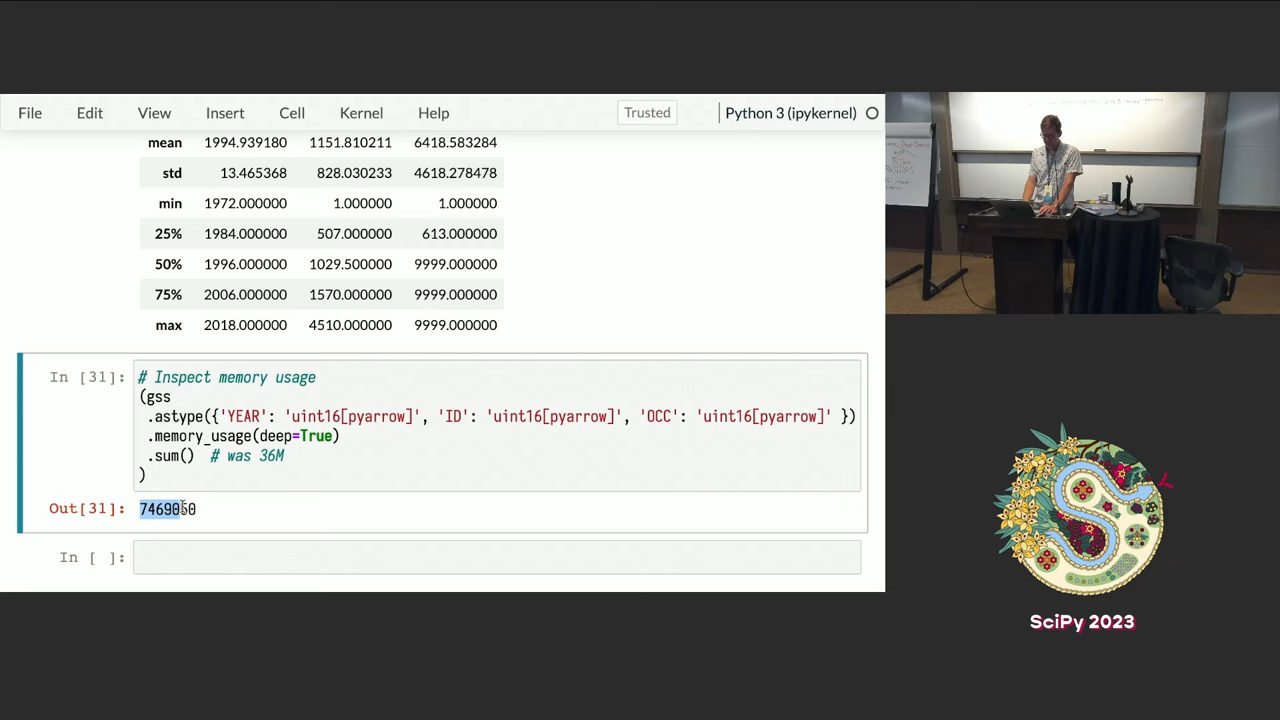 File Edit View Insert Cell Kernel Help Trusted Python 3 (ipykernel)
mean 1994.939180 1151.810211 6418.583284
std 13.465368 828.030233 4618.278478
min 1972.000000 1.000000 1.000000
25% 1984.000000 507.000000 613.000000
50% 1996.000000 1029.500000 9999.000000
75% 2006.000000 1570.000000 9999.000000
max 2018.000000 4510.000000 9999.000000
In [31]: # Inspect memory usage
(gss
.astype({'YEAR': 'uint16[pyarrow]', 'ID': 'uint16[pyarrow]', 'OCC': 'uint16[pyarrow]' })
.memory_usage(deep=True)
.sum() # was 36M
)
Out[31]: 7469050
In [ ]:
SciPy 2023